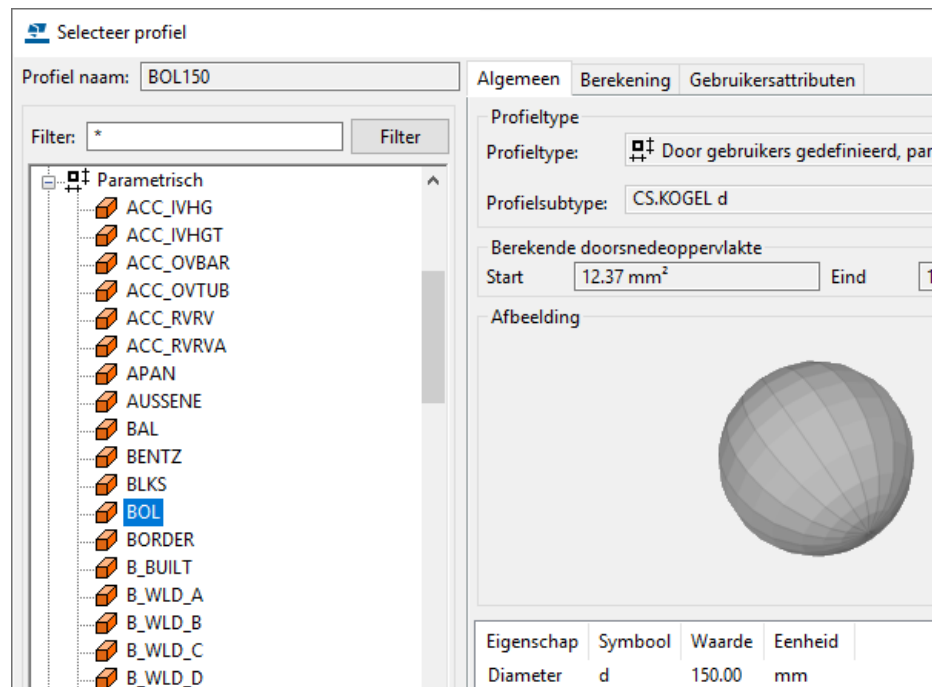 Selecteer profiel
Profiel naam: BOL150
Filter: * Filter
Parametrisch
ACC_IVHG
ACC_IVHGT
ACC_OVBAR
ACC_OVTUB
ACC_RVRV
ACC_RVRVA
APAN
AUSSENE
BAL
BENTZ
BLKS
BOL
BORDER
B_BUILT
B_WLD_A
B_WLD_B
B_WLD_C
B_WLD_D
Algemeen Berekening Gebruikersattributen
Profieltype
Profieltype: Door gebruikers gedefinieerd, par
Profielsubtype: CS.KOGEL d
Berekende doorsnedeoppervlakte
Start 12.37 mm² Eind 1
Afbeelding
Eigenschap Symbool Waarde Eenheid
Diameter d 150.00 mm